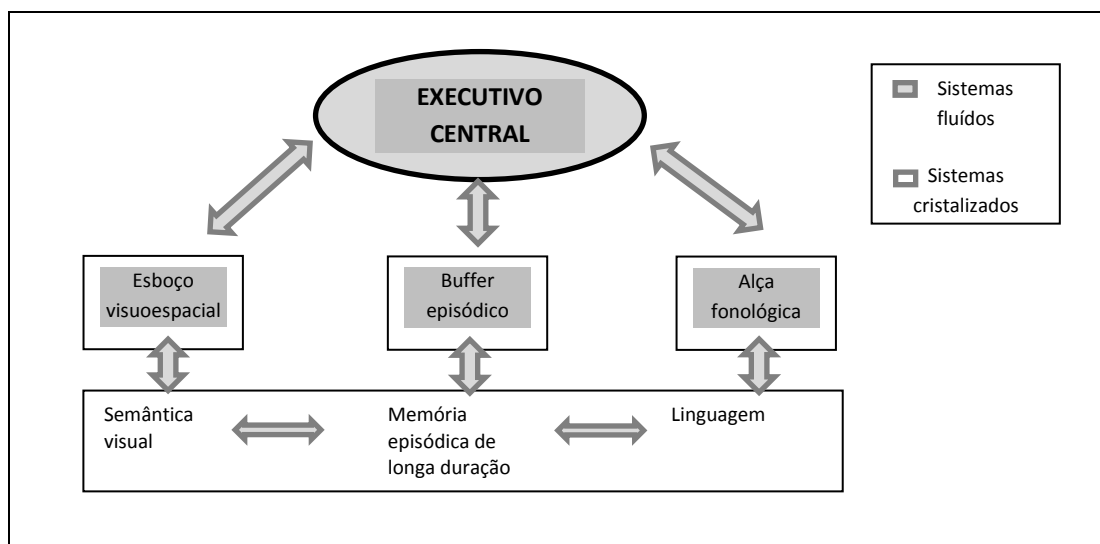 EXECUTIVO
CENTRAL
Sistemas
fluídos
Sistemas
cristalizados
Esboço
visuoespacial
Buffer
episódico
Alça
fonológica
Semântica
visual
Memória
episódica de
longa duração
Linguagem